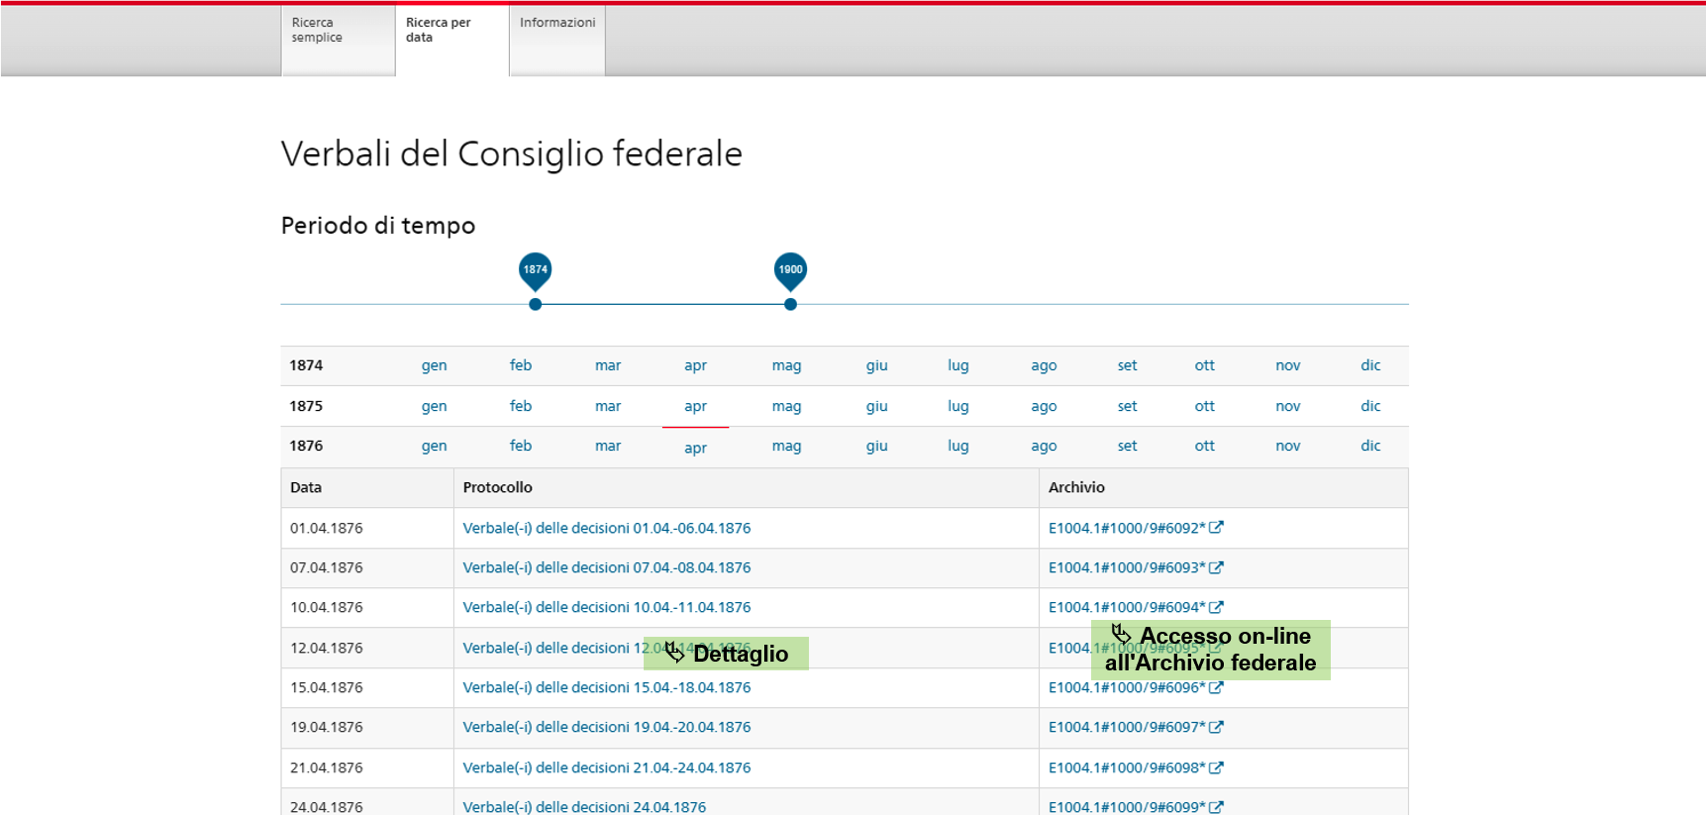 Ricerca semplice
Ricerca per data
Informazioni
Verbali del Consiglio federale
Periodo di tempo
1874 1900
1874 gen feb mar apr mag giu lug ago set ott nov dic
1875 gen feb mar apr mag giu lug ago set ott nov dic
1876 gen feb mar apr mag giu lug ago set ott nov dic
Data Protocollo Archivio
01.04.1876 Verbale(-i) delle decisioni 01.04.-06.04.1876 E1004.1#1000/9#6092*
07.04.1876 Verbale(-i) delle decisioni 07.04.-08.04.1876 E1004.1#1000/9#6093*
10.04.1876 Verbale(-i) delle decisioni 10.04.-11.04.1876 E1004.1#1000/9#6094*
12.04.1876 Verbale(-i) delle decisioni 12.04.-14.04.1876 E1004.1#1000/9#6095*
Dettaglio
Accesso on-line
all'Archivio federale
15.04.1876 Verbale(-i) delle decisioni 15.04.-18.04.1876 E1004.1#1000/9#6096*
19.04.1876 Verbale(-i) delle decisioni 19.04.-20.04.1876 E1004.1#1000/9#6097*
21.04.1876 Verbale(-i) delle decisioni 21.04.-24.04.1876 E1004.1#1000/9#6098*
24.04.1876 Verbale(-i) delle decisioni 24.04.1876 E1004.1#1000/9#6099*